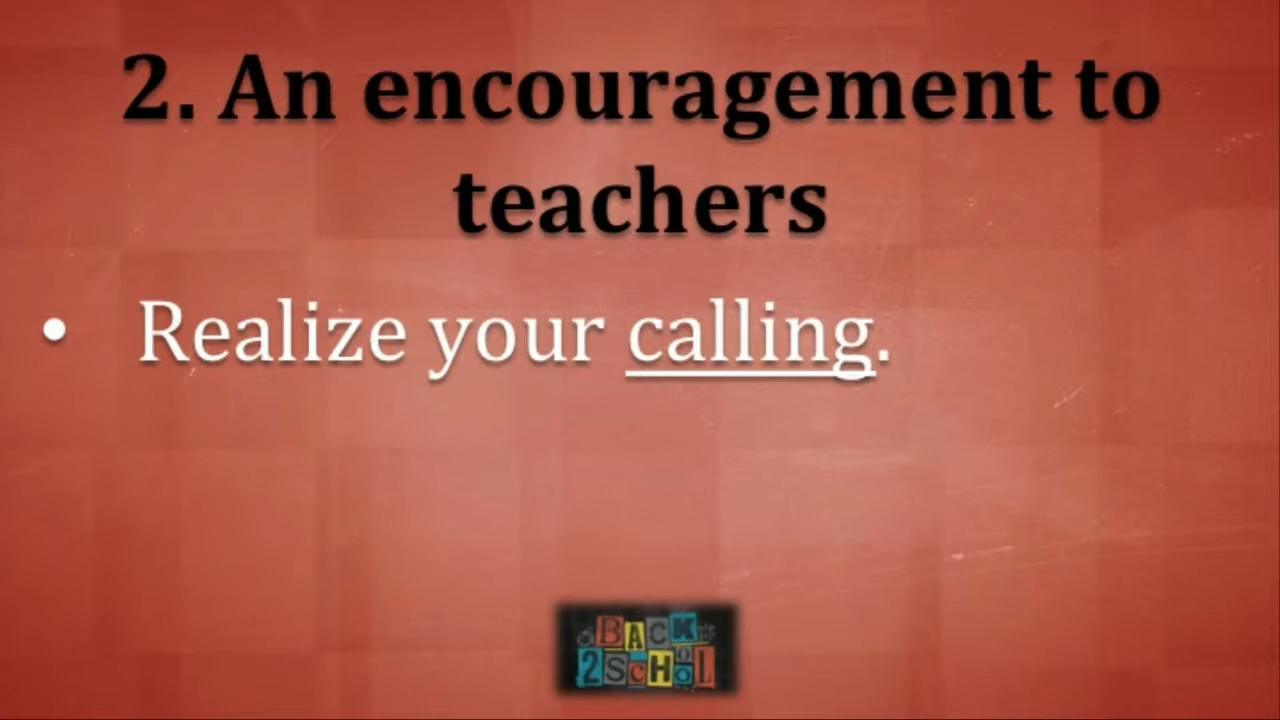 2. An encouragement to
teachers
• Realize your calling.
BACK
2SCHOOL